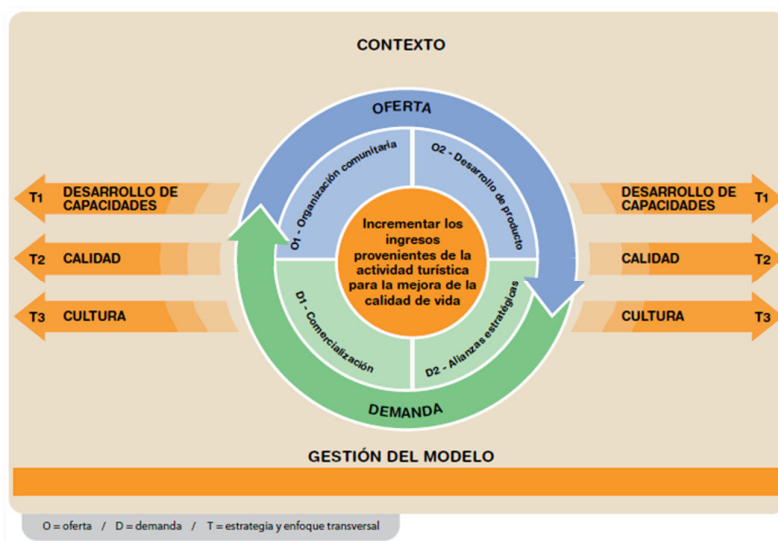 CONTEXTO
OFERTA
O1 - Organización comunitaria
O2 - Desarrollo de producto
T1 DESARROLLO DE
CAPACIDADES
T2 CALIDAD
T3 CULTURA
Incrementar los
ingresos
provenientes de la
actividad turística
para la mejora de la
calidad de vida
DESARROLLO DE
CAPACIDADES T1
CALIDAD T2
CULTURA T3
D1 - Comercialización
D2 - Alianzas estratégicas
DEMANDA
GESTIÓN DEL MODELO
O = oferta / D = demanda / T = estrategia y enfoque transversal